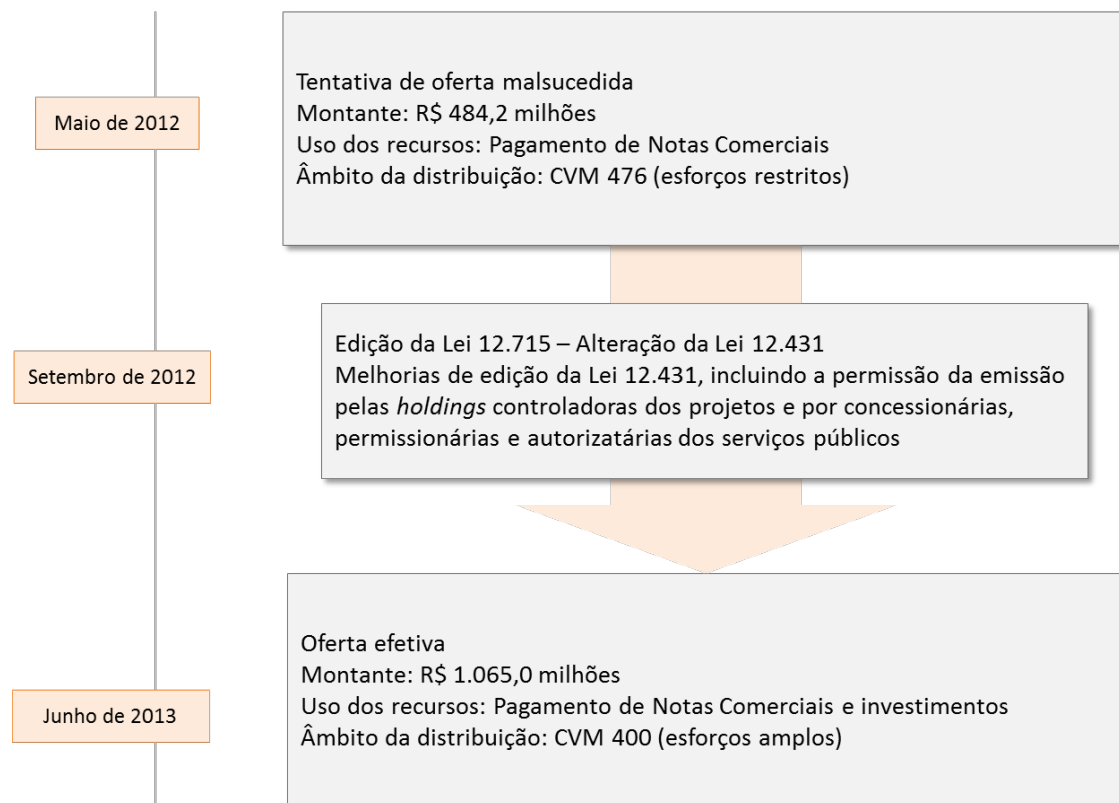 Maio de 2012
Tentativa de oferta malsucedida
Montante: R$ 484,2 milhões
Uso dos recursos: Pagamento de Notas Comerciais
Âmbito da distribuição: CVM 476 (esforços restritos)
Setembro de 2012
Edição da Lei 12.715 – Alteração da Lei 12.431
Melhorias de edição da Lei 12.431, incluindo a permissão da emissão
pelas holdings controladoras dos projetos e por concessionárias,
permissionárias e autorizatárias dos serviços públicos
Junho de 2013
Oferta efetiva
Montante: R$ 1.065,0 milhões
Uso dos recursos: Pagamento de Notas Comerciais e investimentos
Âmbito da distribuição: CVM 400 (esforços amplos)